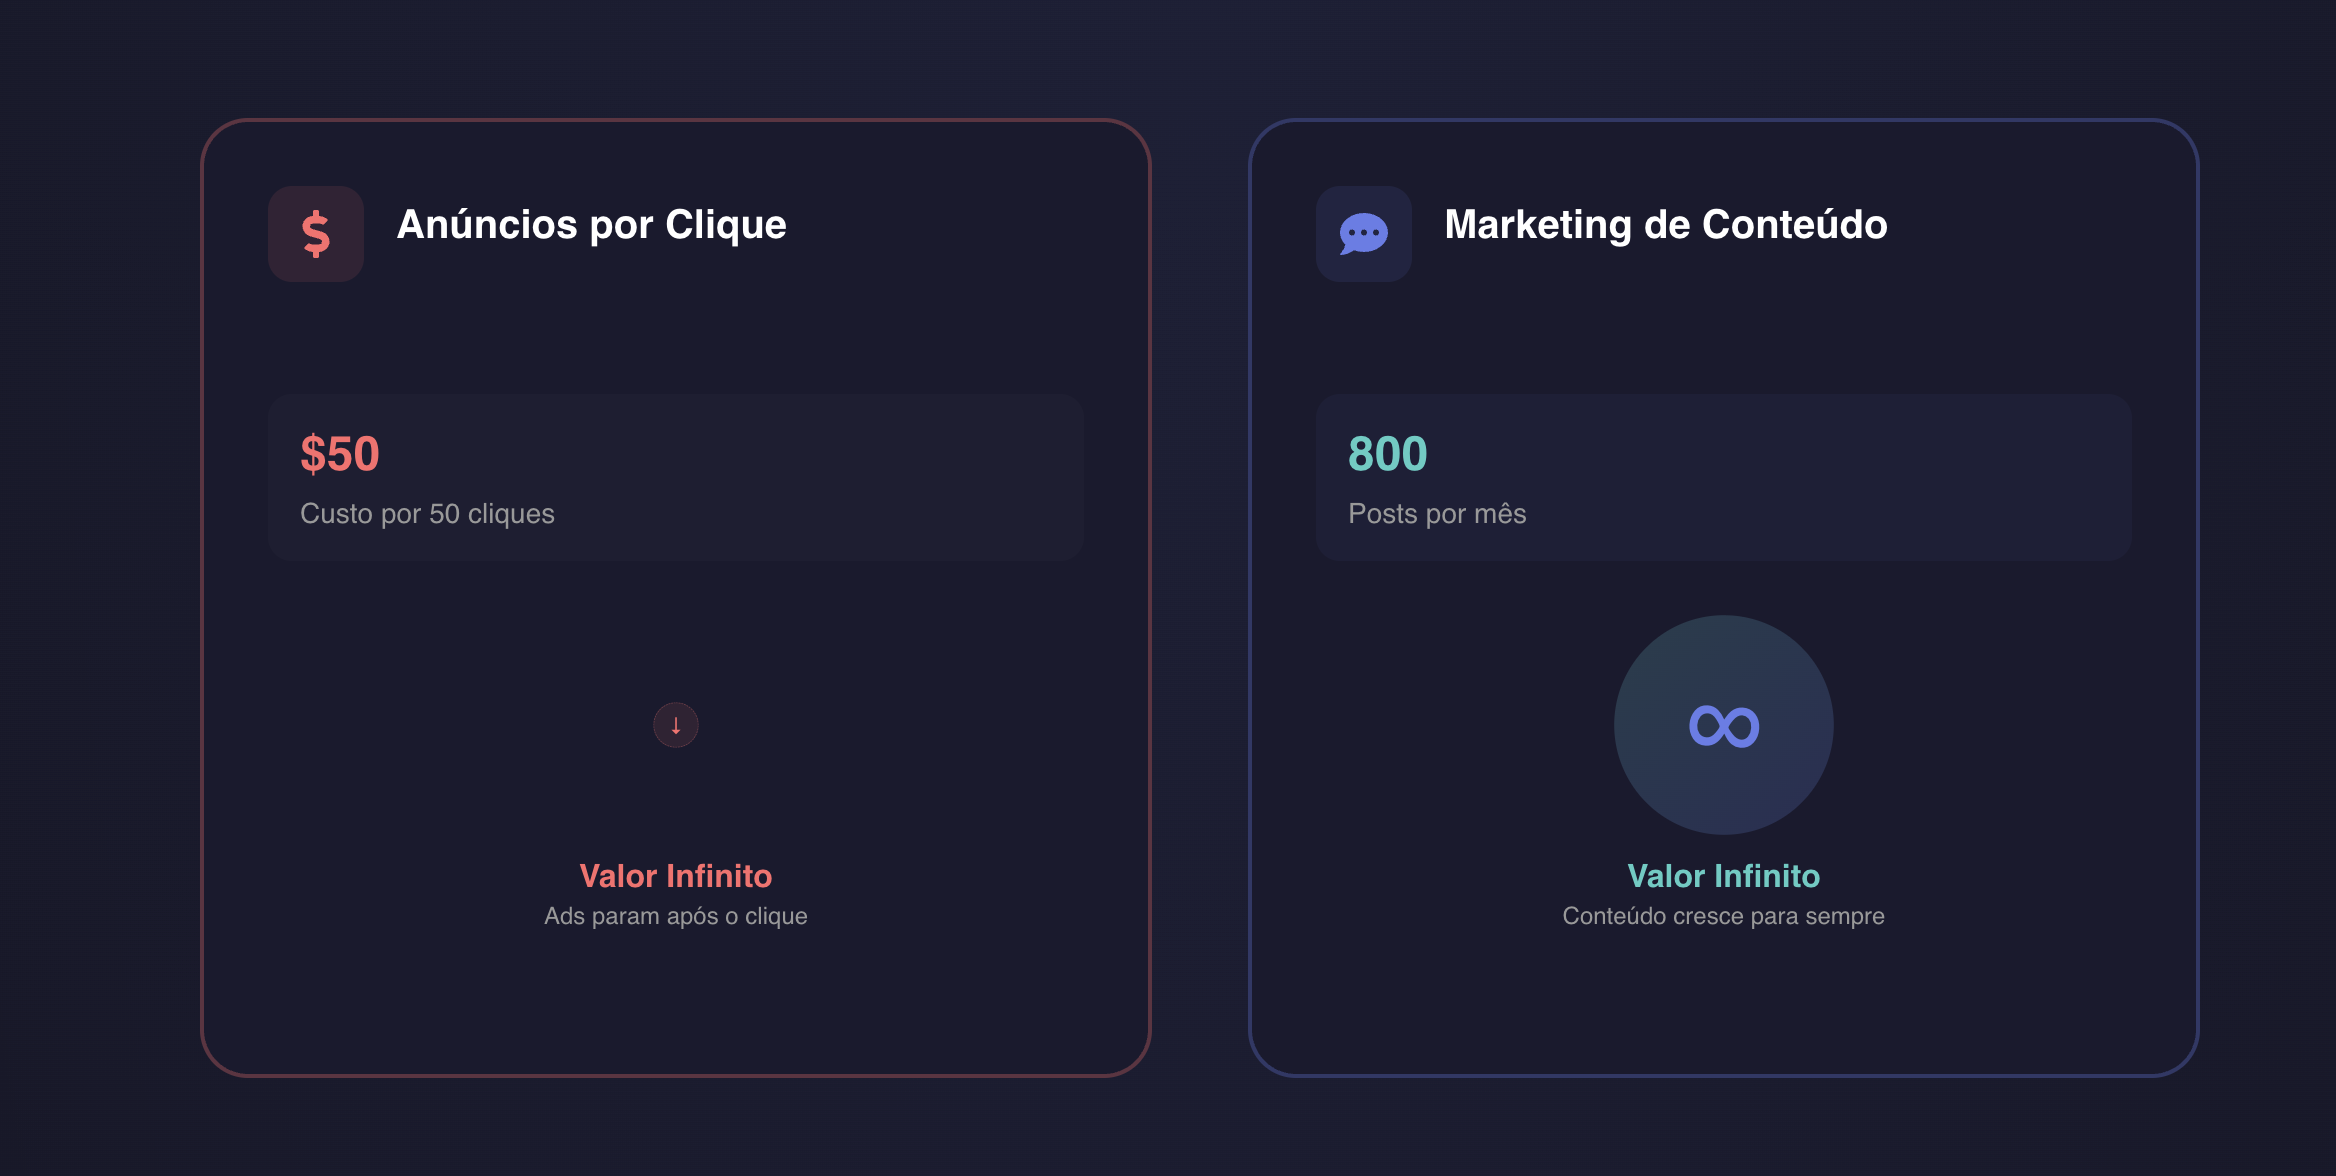 Anúncios por Clique
$50
Custo por 50 cliques
↓
Valor Infinito
Ads param após o clique
Marketing de Conteúdo
800
Posts por mês
∞
Valor Infinito
Conteúdo cresce para sempre